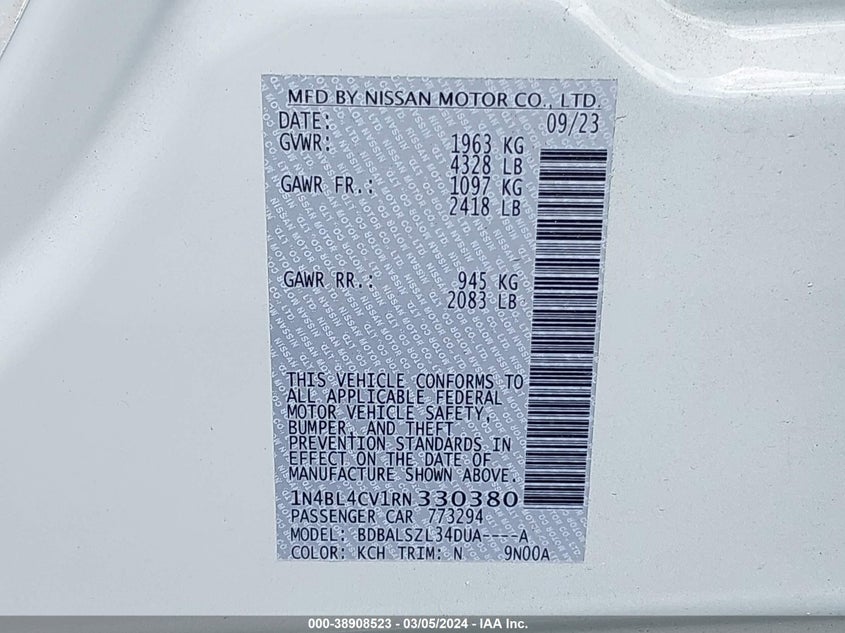 MFD BY NISSAN MOTOR CO., LTD.
DATE: 09/23
GVWR: 1963 KG
4328 LB
GAWR FR.: 1097 KG
2418 LB
GAWR RR.: 945 KG
2083 LB
THIS VEHICLE CONFORMS TO
ALL APPLICABLE FEDERAL
MOTOR VEHICLE SAFETY,
BUMPER, AND THEFT
PREVENTION STANDARDS IN
EFFECT ON THE DATE OF
MANUFACTURE SHOWN ABOVE.
1N4BL4CV1RN330380
PASSENGER CAR 773294
MODEL: BDBALSZL34DUA----A
COLOR: KCH TRIM: N 9N00A
000-38908523 - 03/05/2024 - IAA Inc.